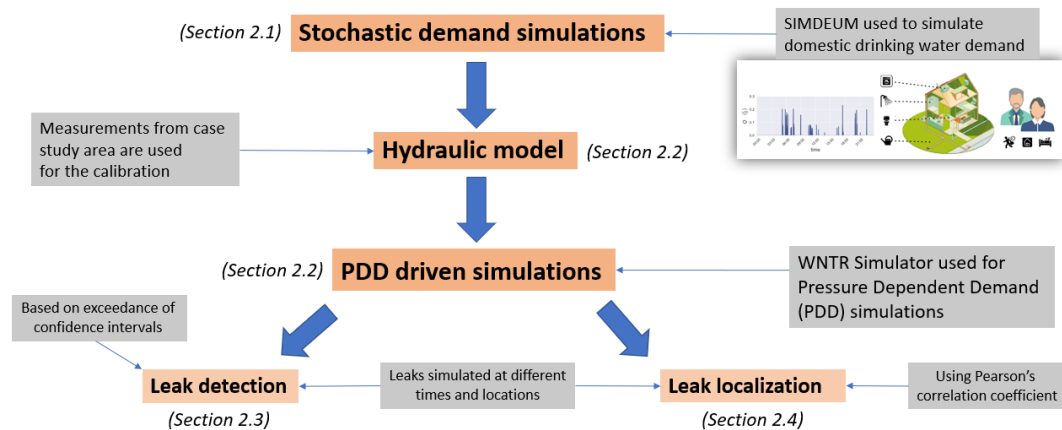 (Section 2.1)
Stochastic demand simulations
SIMDEUM used to simulate
domestic drinking water demand
time
Measurements from case
study area are used
for the calibration
Hydraulic model
(Section 2.2)
(Section 2.2)
PDD driven simulations
WNTR Simulator used for
Pressure Dependent Demand
(PDD) simulations
Based on exceedance of
confidence intervals
Leak detection
Leaks simulated at different
times and locations
Leak localization
Using Pearson's
correlation coefficient
(Section 2.3)
(Section 2.4)